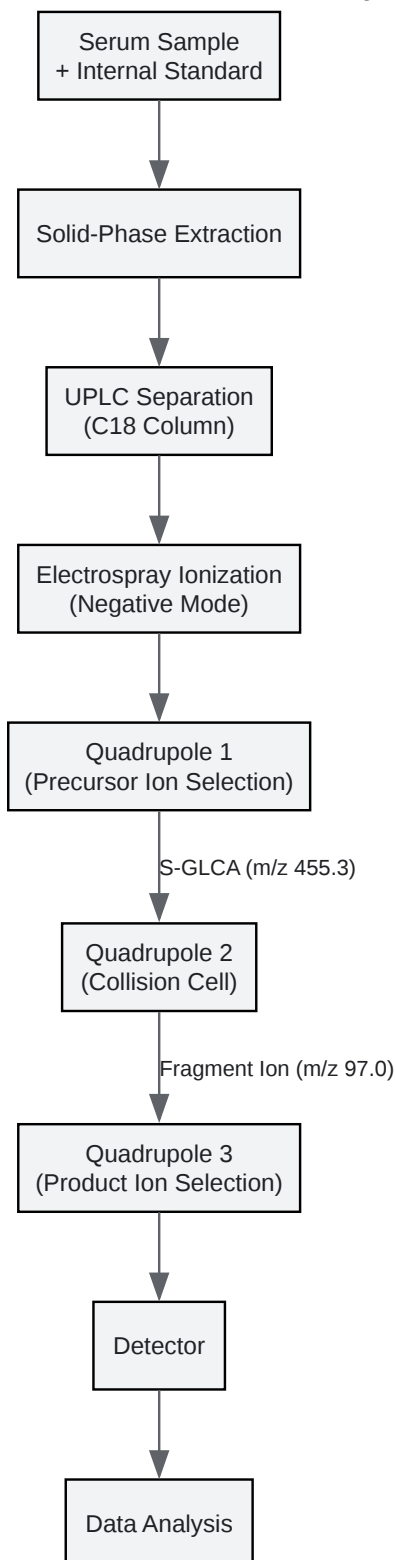 Serum Sample
+ Internal Standard
Solid-Phase Extraction
UPLC Separation
(C18 Column)
Electrospray Ionization
(Negative Mode)
Quadrupole 1
(Precursor Ion Selection)
S-GLCA (m/z 455.3)
Quadrupole 2
(Collision Cell)
Fragment Ion (m/z 97.0)
Quadrupole 3
(Product Ion Selection)
Detector
Data Analysis